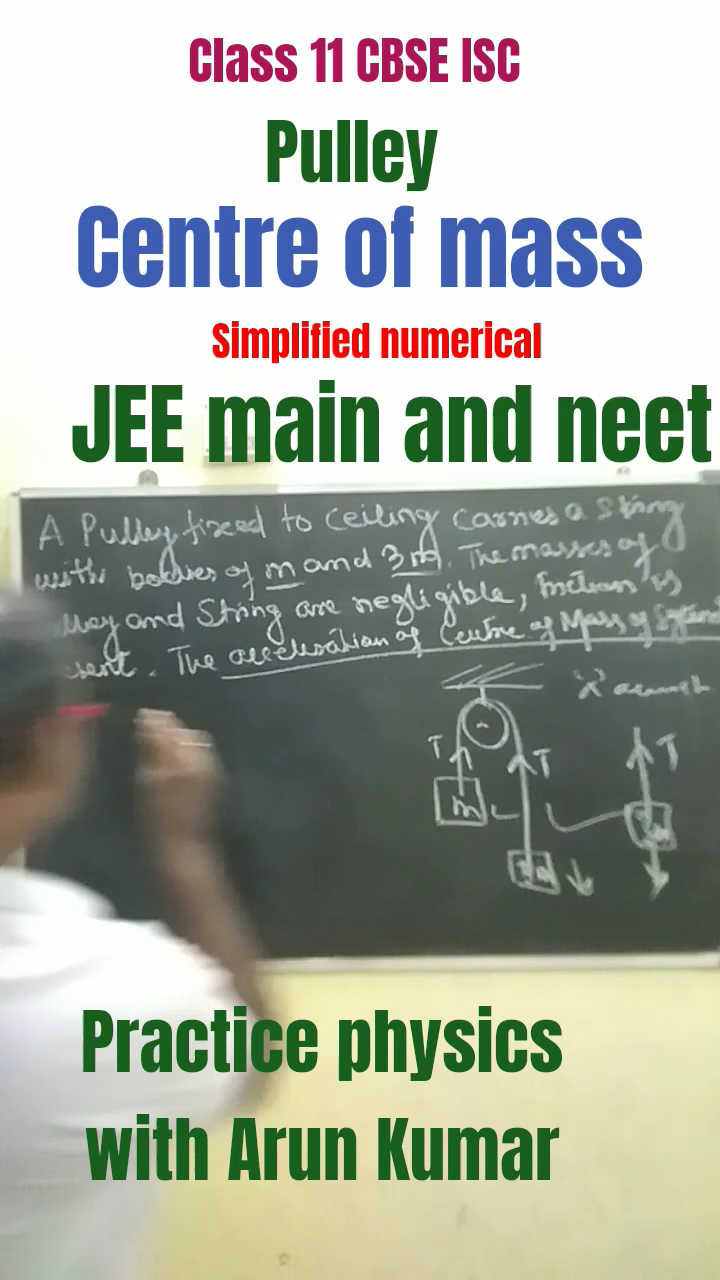 Class 11 CBSE ISC
Pulley
Centre of mass
Simplified numerical
JEE main and neet
A Pulley fixed to ceiling carries a string
with bodies of m and 3m. The masses of
lley and String are negligible, friction is
sent. The acceleration of Centre of Mass of System
T
T
T
m
Practice physics
with Arun Kumar